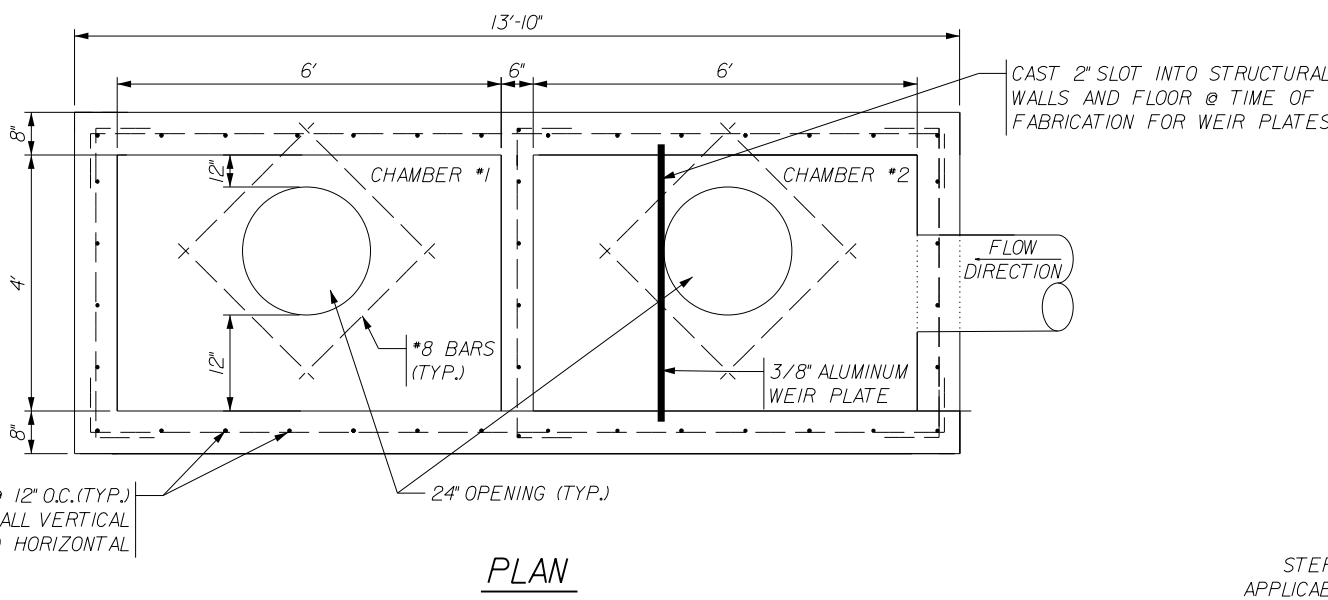 13'-10"
6'
6"
6'
CAST 2" SLOT INTO STRUCTURAL
WALLS AND FLOOR @ TIME OF
FABRICATION FOR WEIR PLATES
8"
12"
CHAMBER #1
CHAMBER #2
4'
FLOW
DIRECTION
12"
#8 BARS
(TYP.)
3/8" ALUMINUM
WEIR PLATE
8"
12" O.C.(TYP.)
ALL VERTICAL
HORIZONTAL
24" OPENING (TYP.)
PLAN